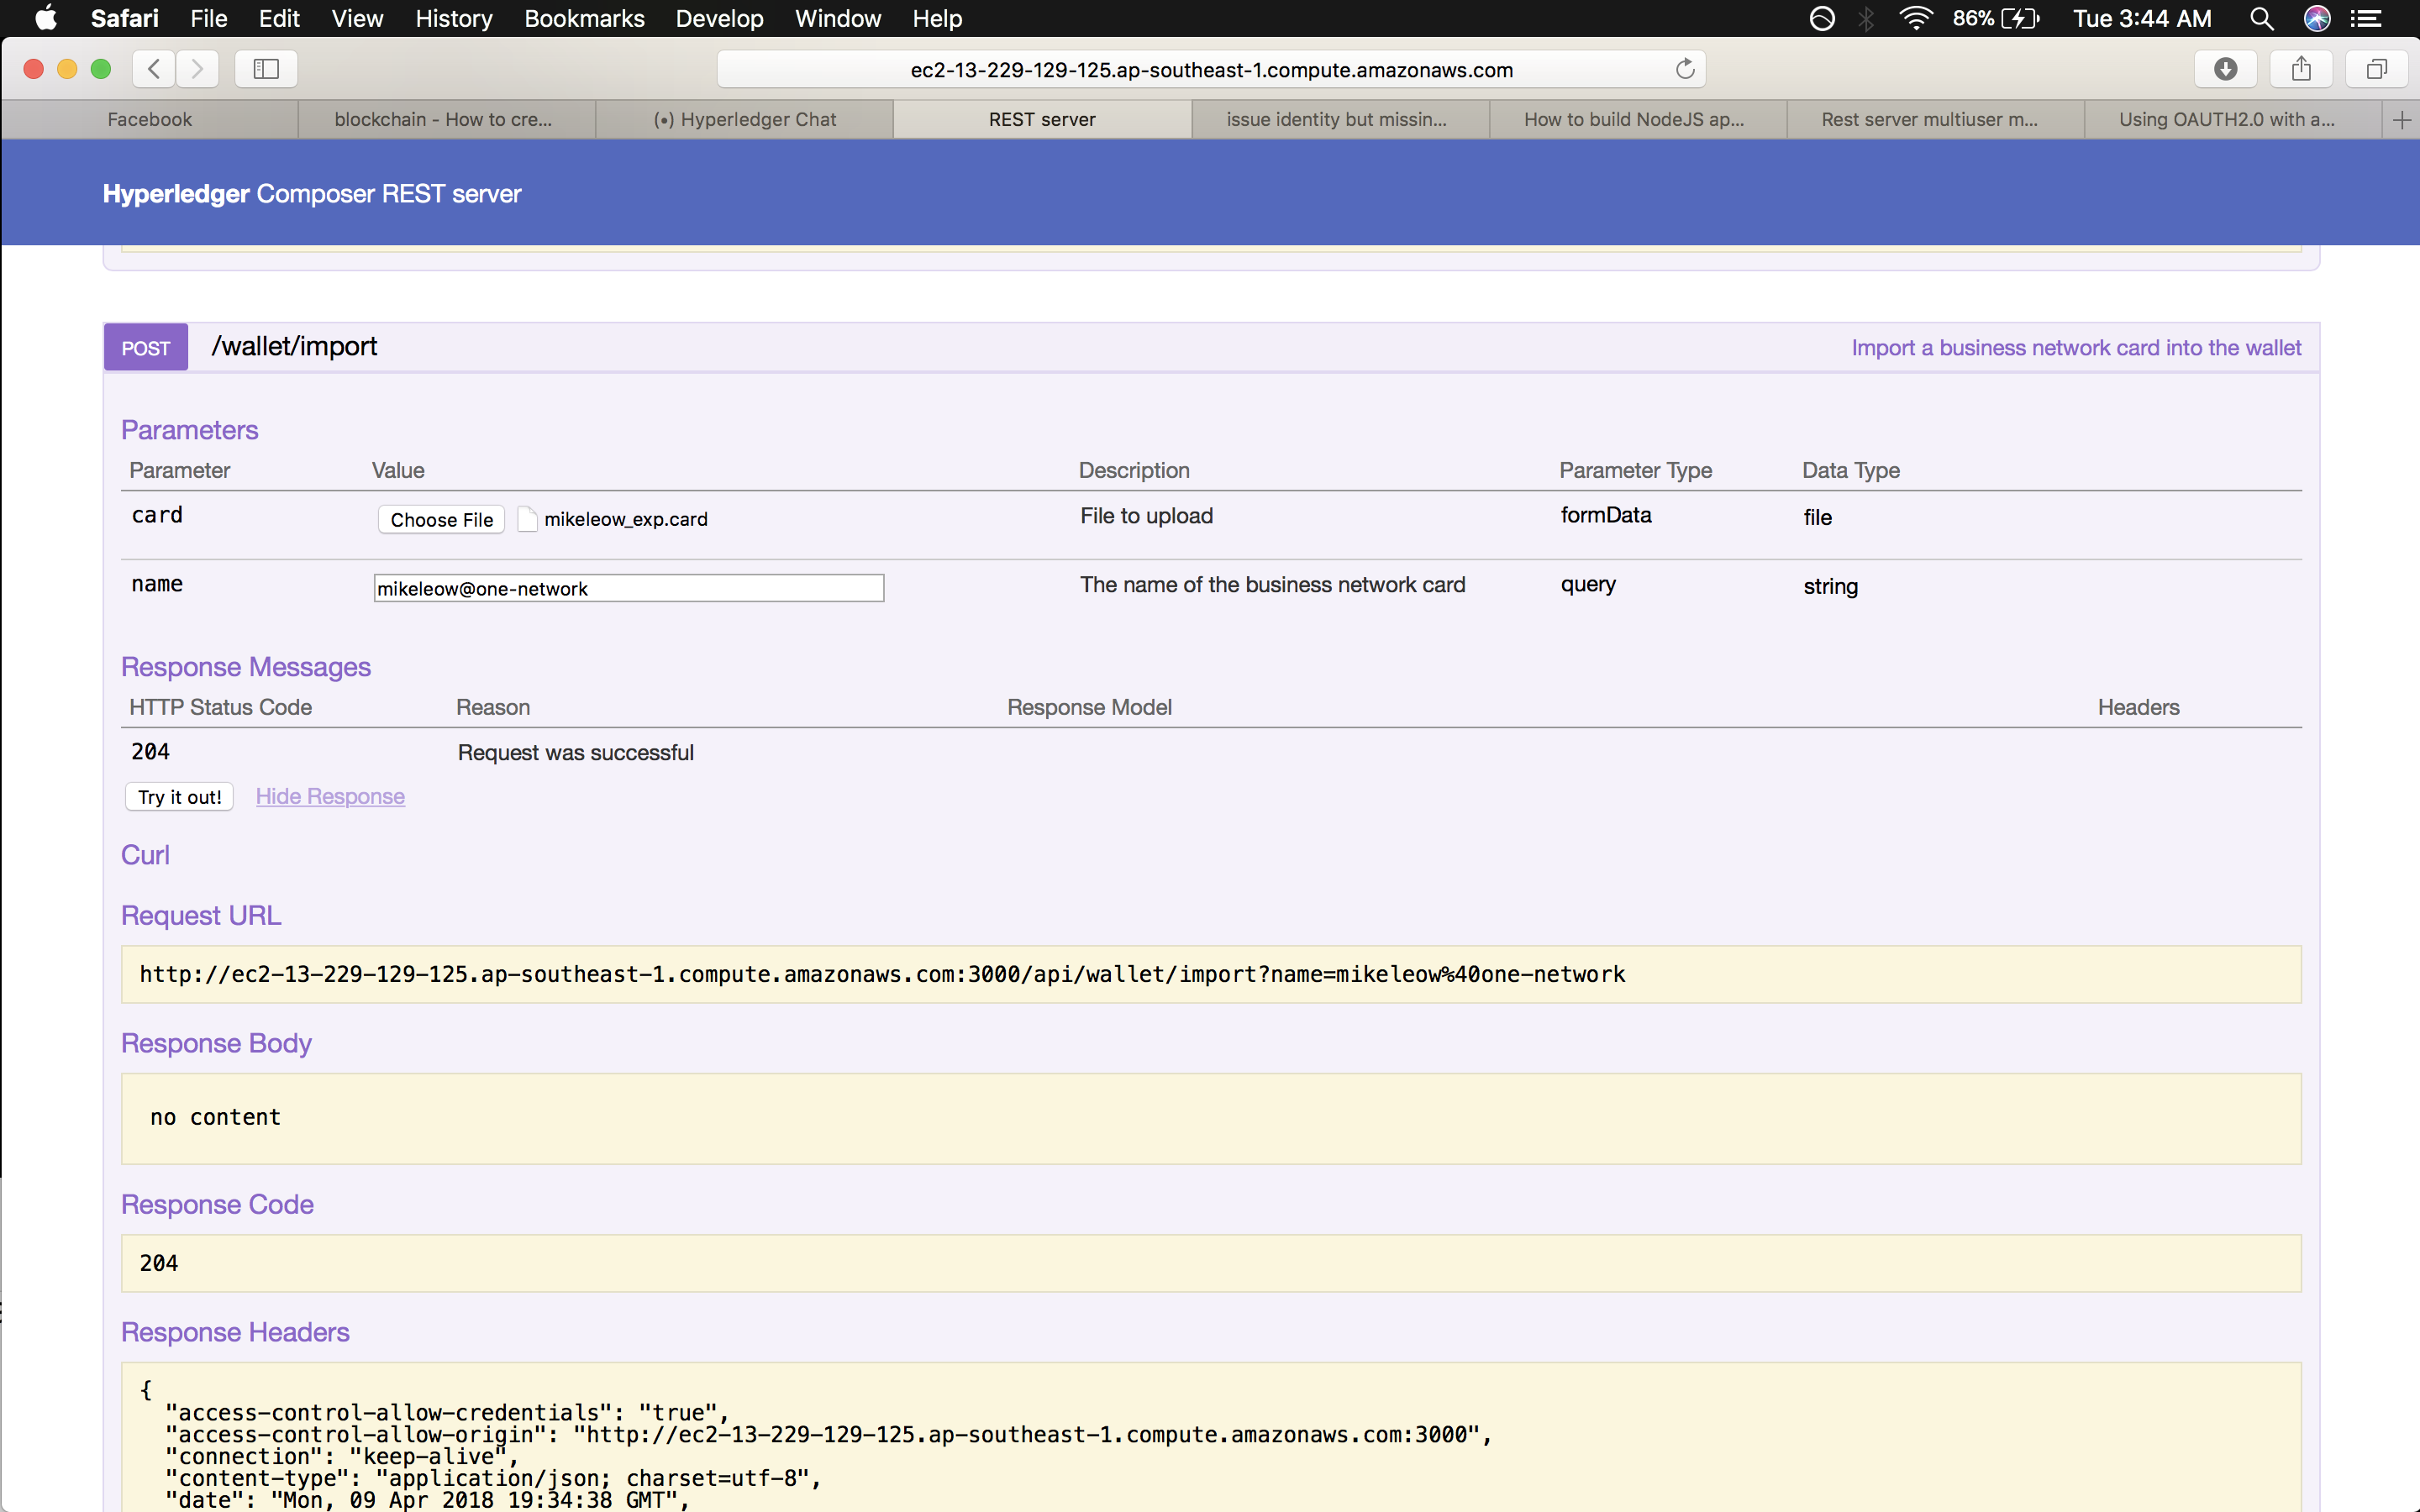 Safari File Edit View History Bookmarks Develop Window Help 86% Tue 3:44 AM
ec2-13-229-129-125.ap-southeast-1.compute.amazonaws.com
Facebook blockchain - How to cre... (•) Hyperledger Chat REST server issue identity but missin... How to build NodeJS ap... Rest server multiuser m... Using OAUTH2.0 with a...
Hyperledger Composer REST server
POST /wallet/import Import a business network card into the wallet
Parameters
Parameter Value Description Parameter Type Data Type
card Choose File mikeleow_exp.card File to upload formData file
name mikeleow@one-network The name of the business network card query string
Response Messages
HTTP Status Code Reason Response Model Headers
204 Request was successful
Try it out! Hide Response
Curl
Request URL
http://ec2-13-229-129-125.ap-southeast-1.compute.amazonaws.com:3000/api/wallet/import?name=mikeleow%40one-network
Response Body
no content
Response Code
204
Response Headers
{
"access-control-allow-credentials": "true",
"access-control-allow-origin": "http://ec2-13-229-129-125.ap-southeast-1.compute.amazonaws.com:3000",
"connection": "keep-alive",
"content-type": "application/json; charset=utf-8",
"date": "Mon, 09 Apr 2018 19:34:38 GMT",